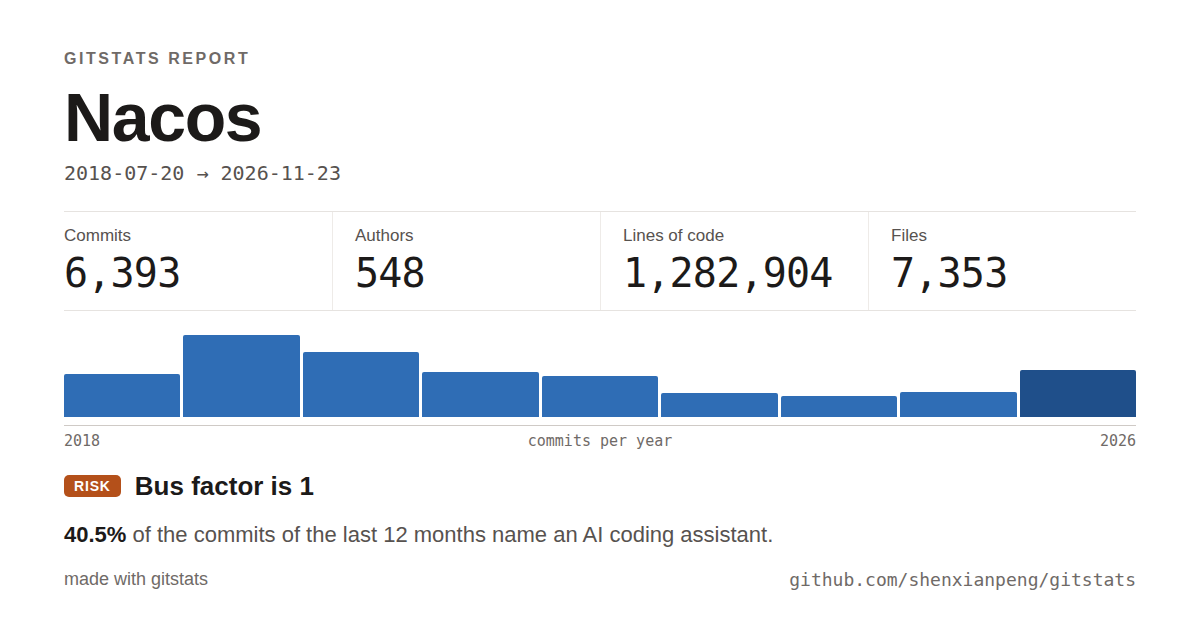 GITSTATS REPORT
Nacos
2018-07-20 → 2026-11-23
Commits
6,393
Authors
548
Lines of code
1,282,904
Files
7,353
2018
commits per year
2026
RISK Bus factor is 1
40.5% of the commits of the last 12 months name an AI coding assistant.
made with gitstats
github.com/shenxianpeng/gitstats